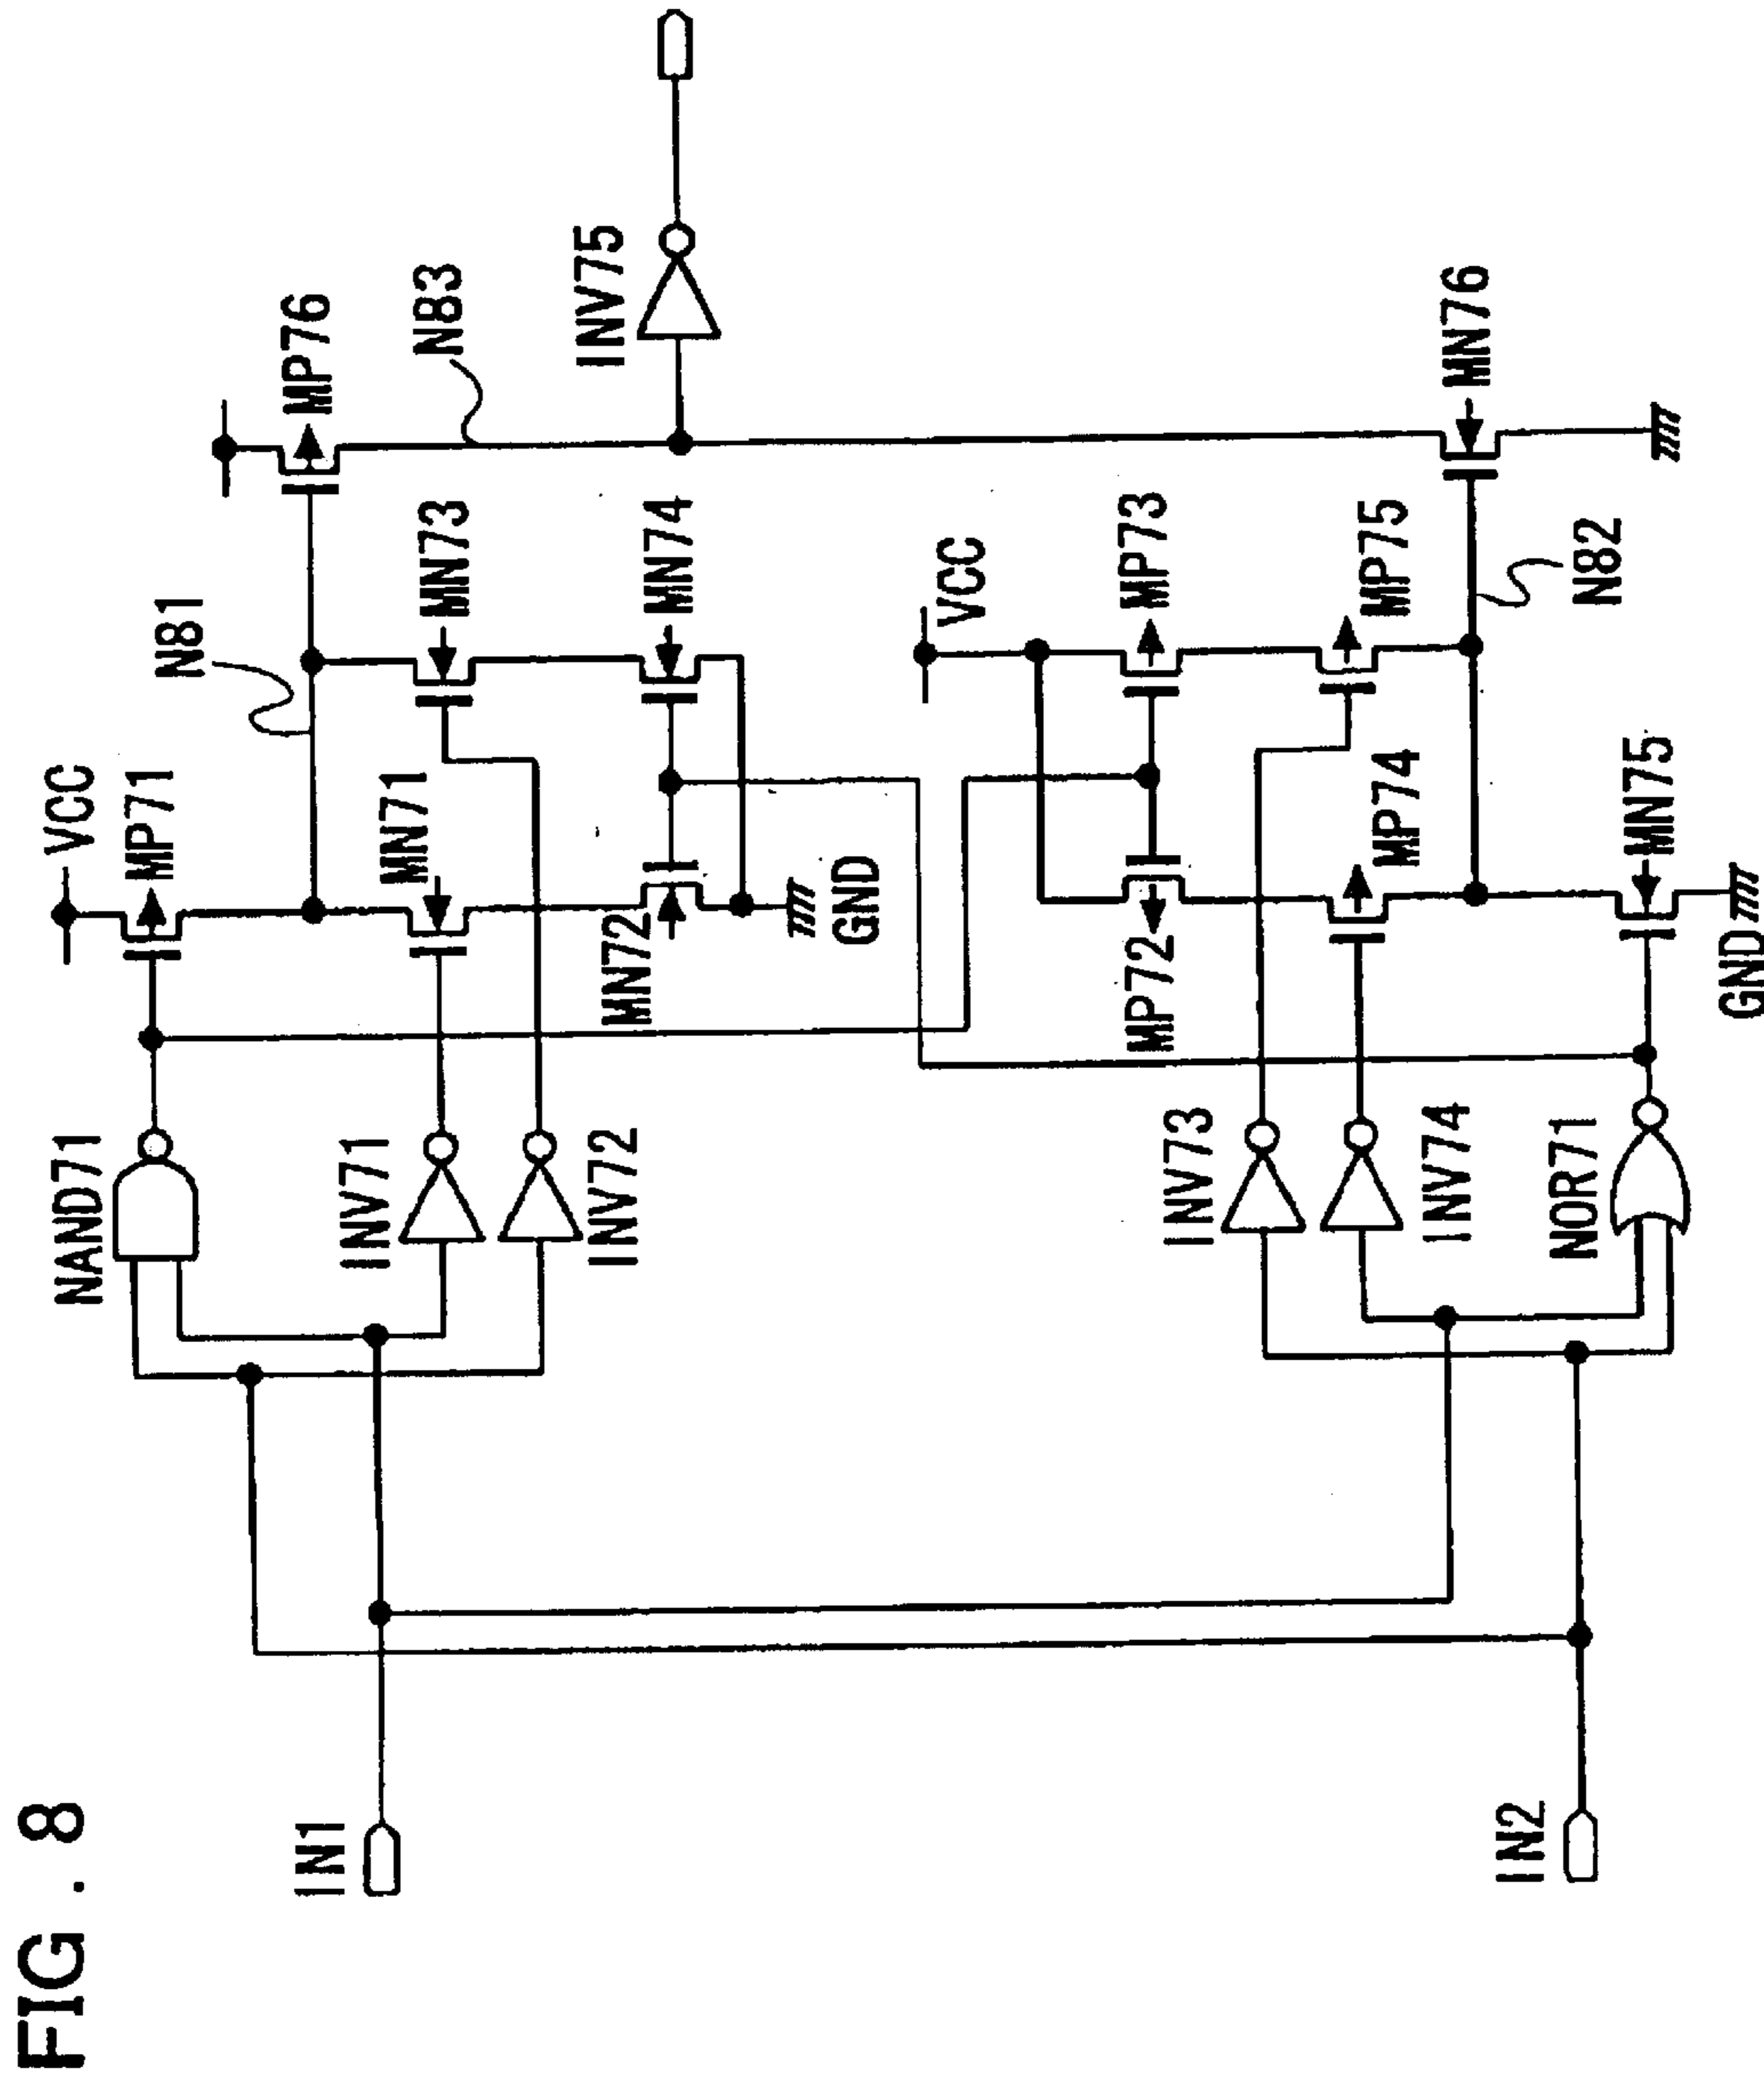 FIG. 8
IN1
IN2
NAND71
INV71
INV72
INV73
INV74
NOR71
VCC
MP71
MN71
MN72
GND
MP72
MP74
MN75
GND
N81
MN73
MN74
VCC
MP73
MP75
N82
MP76
N83
INV75
MN76